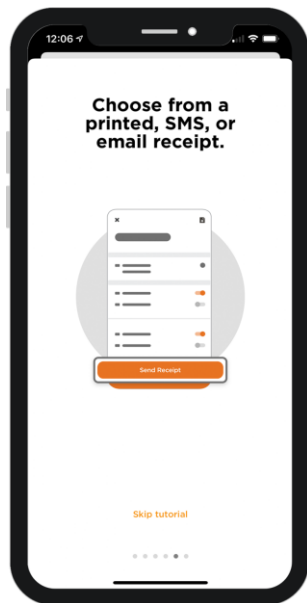 12:06
Choose from a
printed, SMS, or
email receipt.
Send Receipt
Skip tutorial